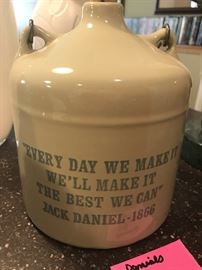 "EVERY DAY WE MAKE IT
WE'LL MAKE IT
THE BEST WE CAN"
JACK DANIEL-1866
Daniels